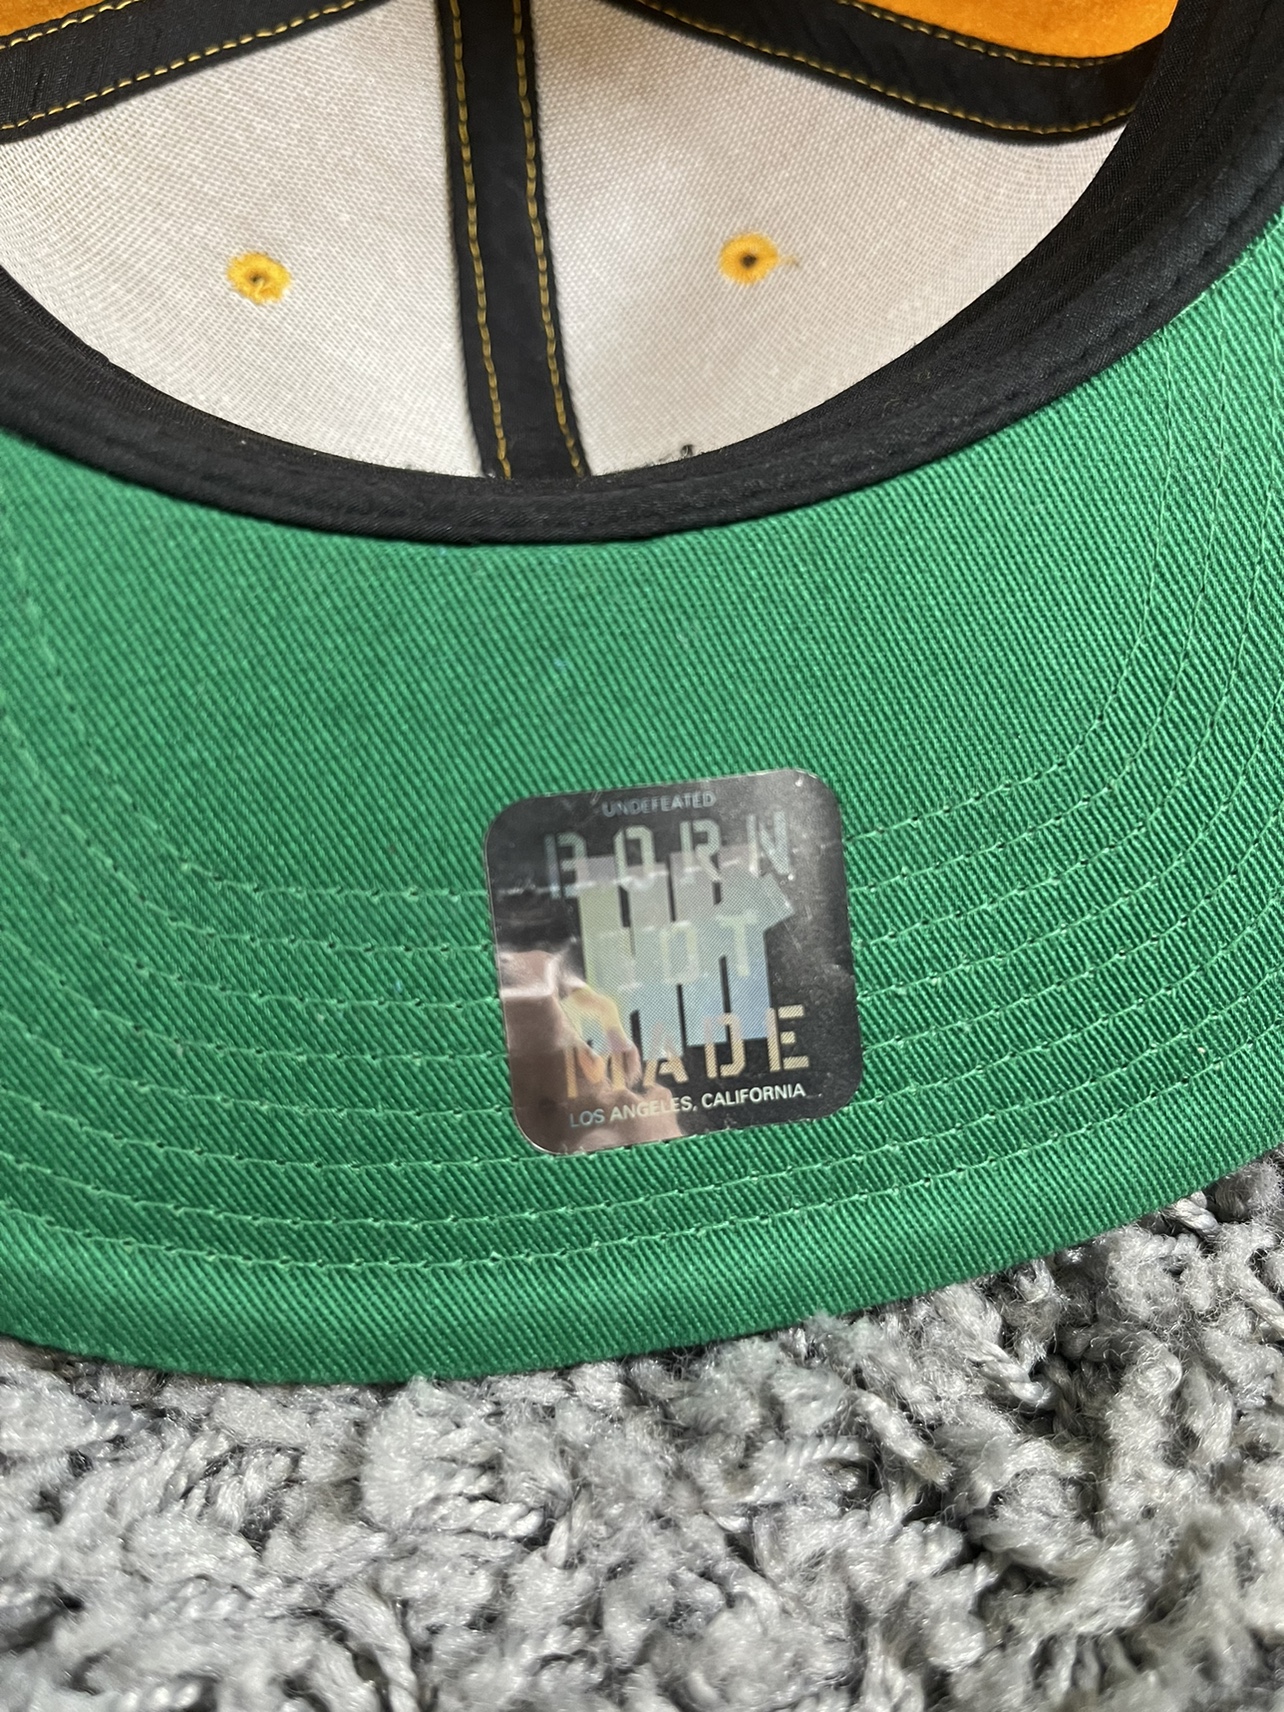 UNDEFEATED
BORN
NOT
MADE
LOS ANGELES, CALIFORNIA